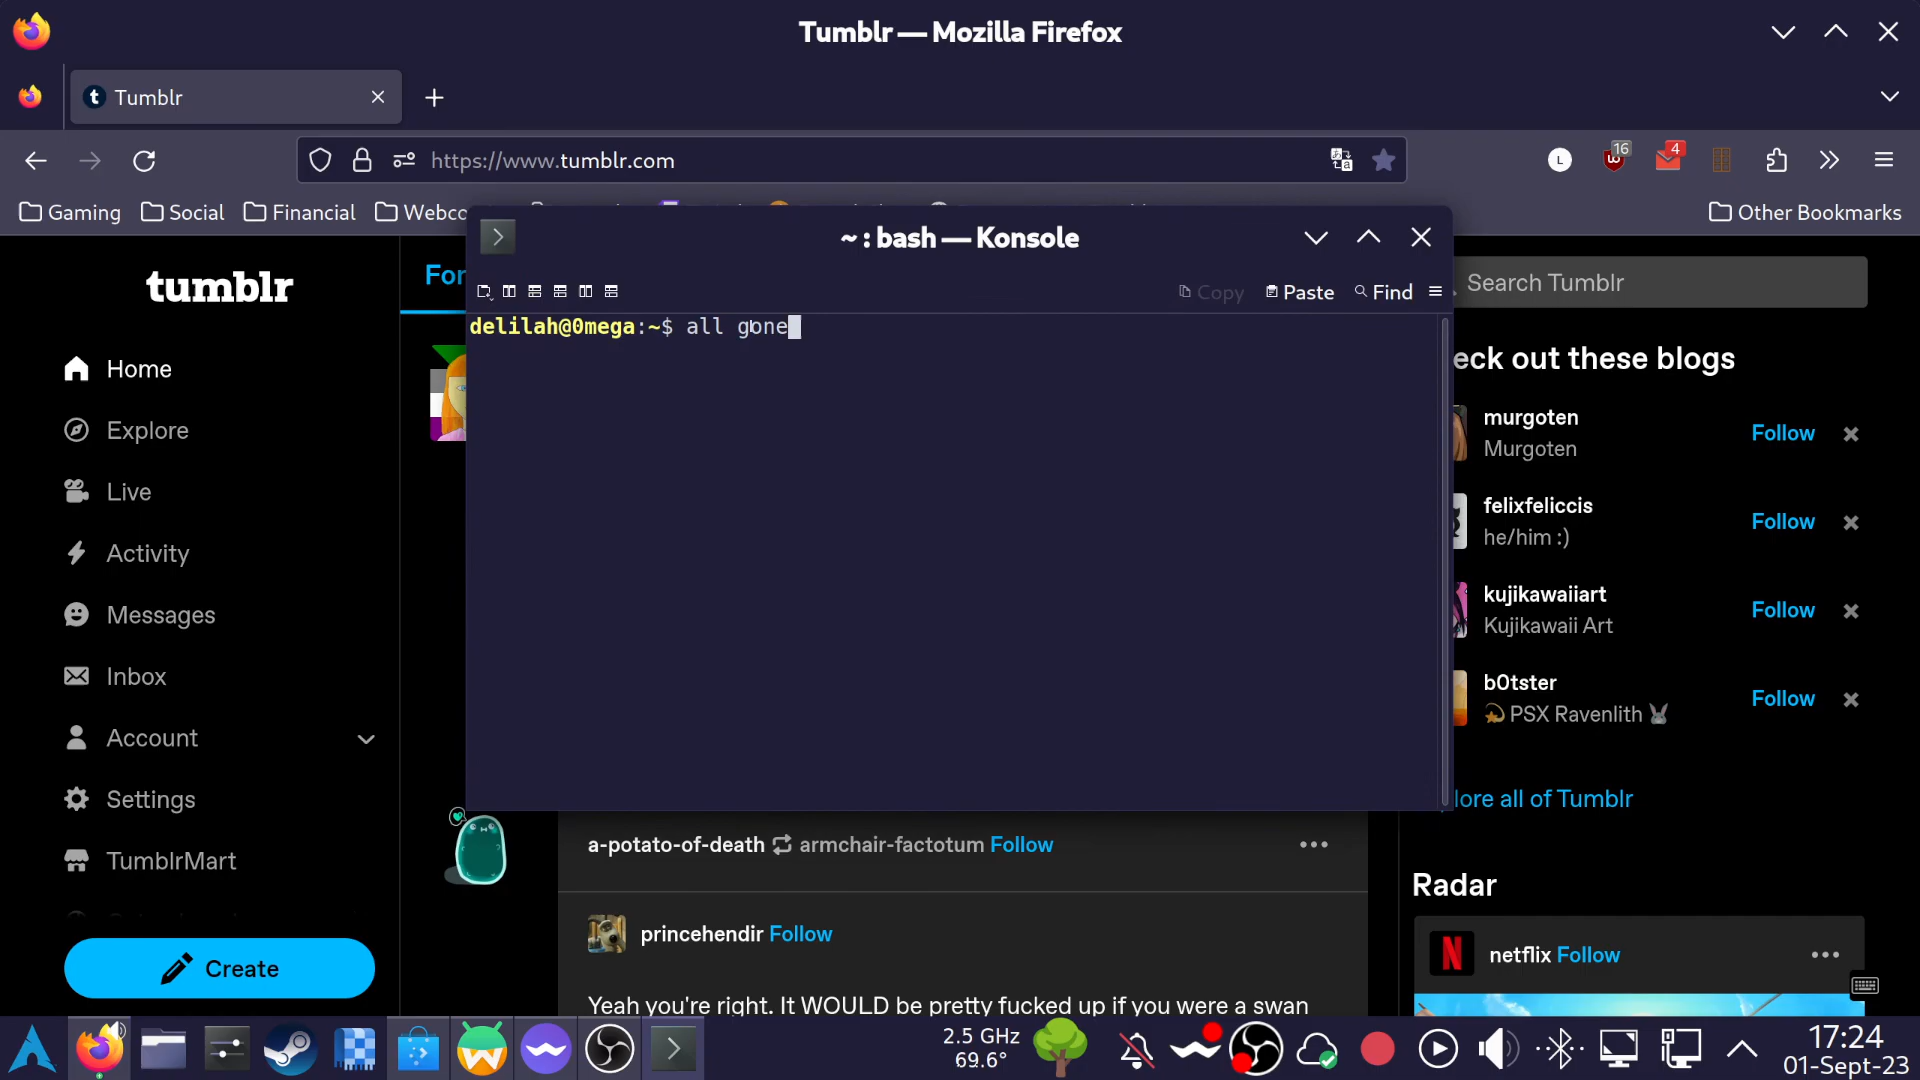 Tumblr — Mozilla Firefox
Tumblr
https://www.tumblr.com
L
16
4
Gaming
Social
Financial
Other Bookmarks
~ : bash — Konsole
Copy
Paste
Find
delilah@0mega:~$ all gone
tumblr
Home
Explore
Live
Activity
Messages
Inbox
Account
Settings
TumblrMart
Create
Search Tumblr
murgoten
Murgoten
Follow
felixfeliccis
he/him :)
Follow
kujikawaiiart
Kujikawaii Art
Follow
b0tster
💫 PSX Ravenlith 🐰
Follow
all of Tumblr
these blogs
a-potato-of-death armchair-factotum Follow
princehendir Follow
Yeah you're right. It WOULD be pretty fucked up if you were a swan
Radar
netflix Follow
2.5 GHz
69.6°
17:24
01-Sept-23